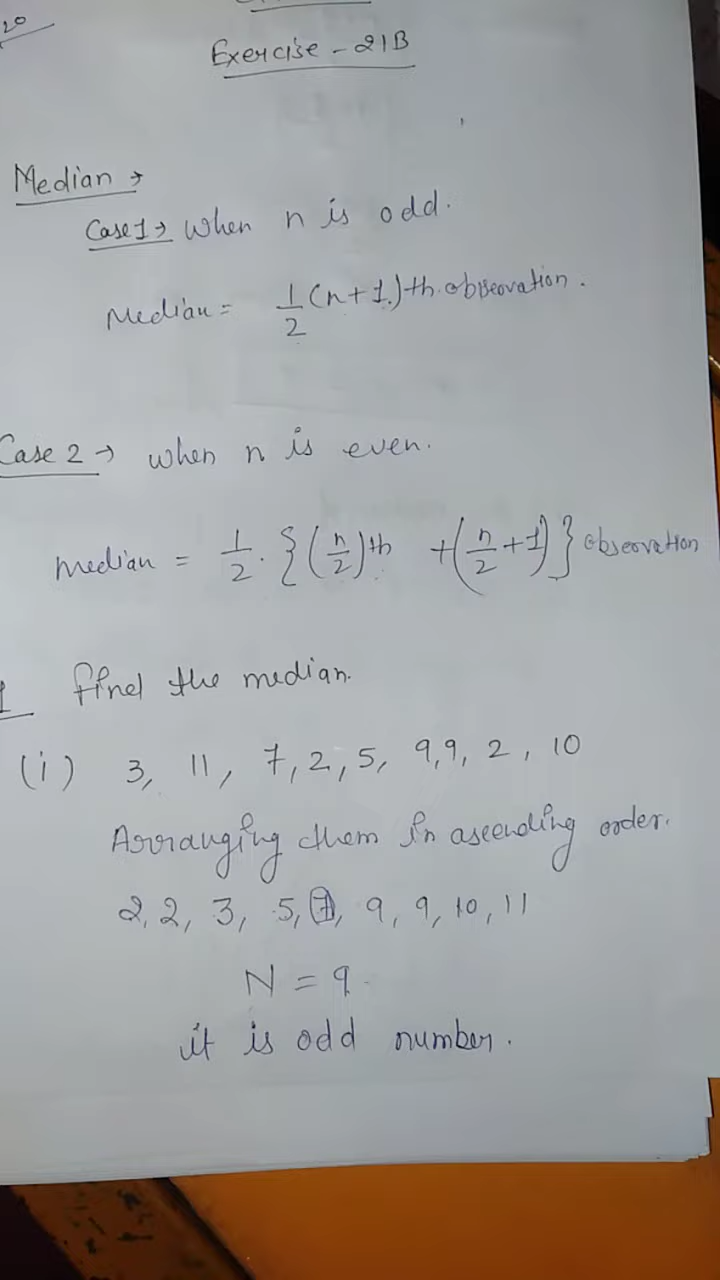 20
Exercise - 21B
Median →
Case 1 → When n is odd.
Median = 1/2 (n+1.)th observation.
Case 2 → when n is even.
median = 1/2 . {(n/2)th + (n/2 + 1)} observation
1 Find the median.
(i) 3, 11, 7, 2, 5, 9, 9, 2, 10
Arranging them in ascending order.
2, 2, 3, 5, 7, 9, 9, 10, 11
N = 9
it is odd number.